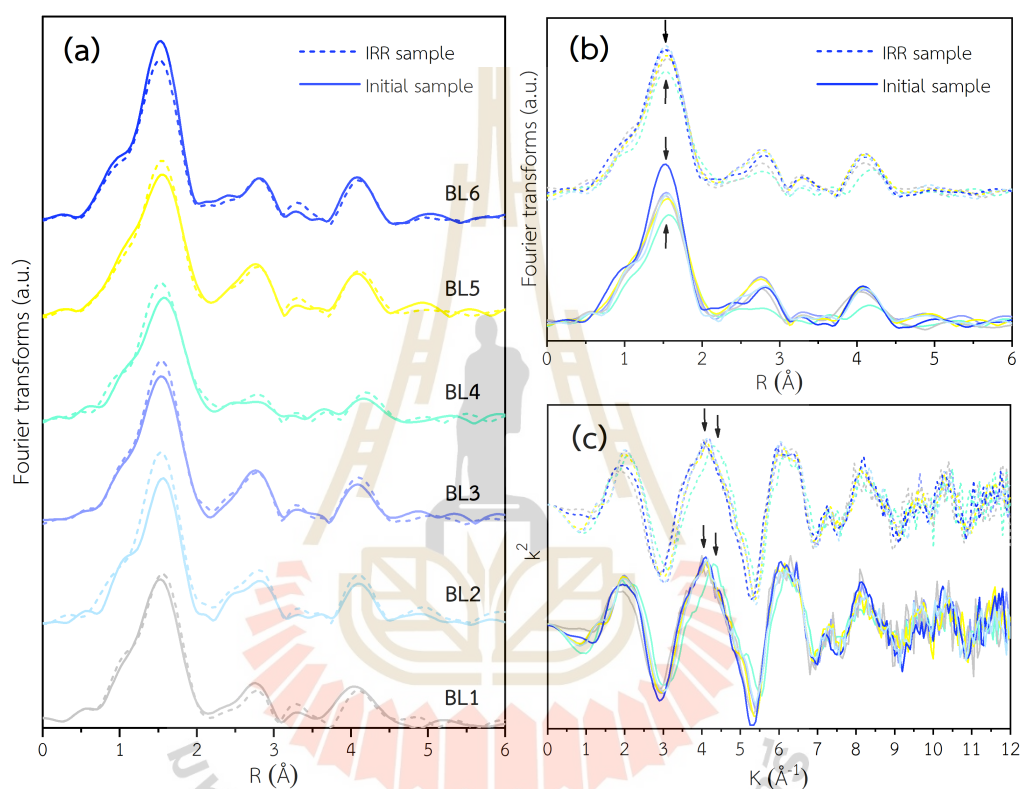 (a)
IRR sample
Initial sample
BL6
BL5
BL4
BL3
BL2
BL1
Fourier transforms (a.u.)
0 1 2 3 4 5 6
R (Å)
(b)
IRR sample
Initial sample
Fourier transforms (a.u.)
0 1 2 3 4 5 6
R (Å)
(c)
k²
0 1 2 3 4 5 6 7 8 9 10 11 12
K (Å⁻¹)